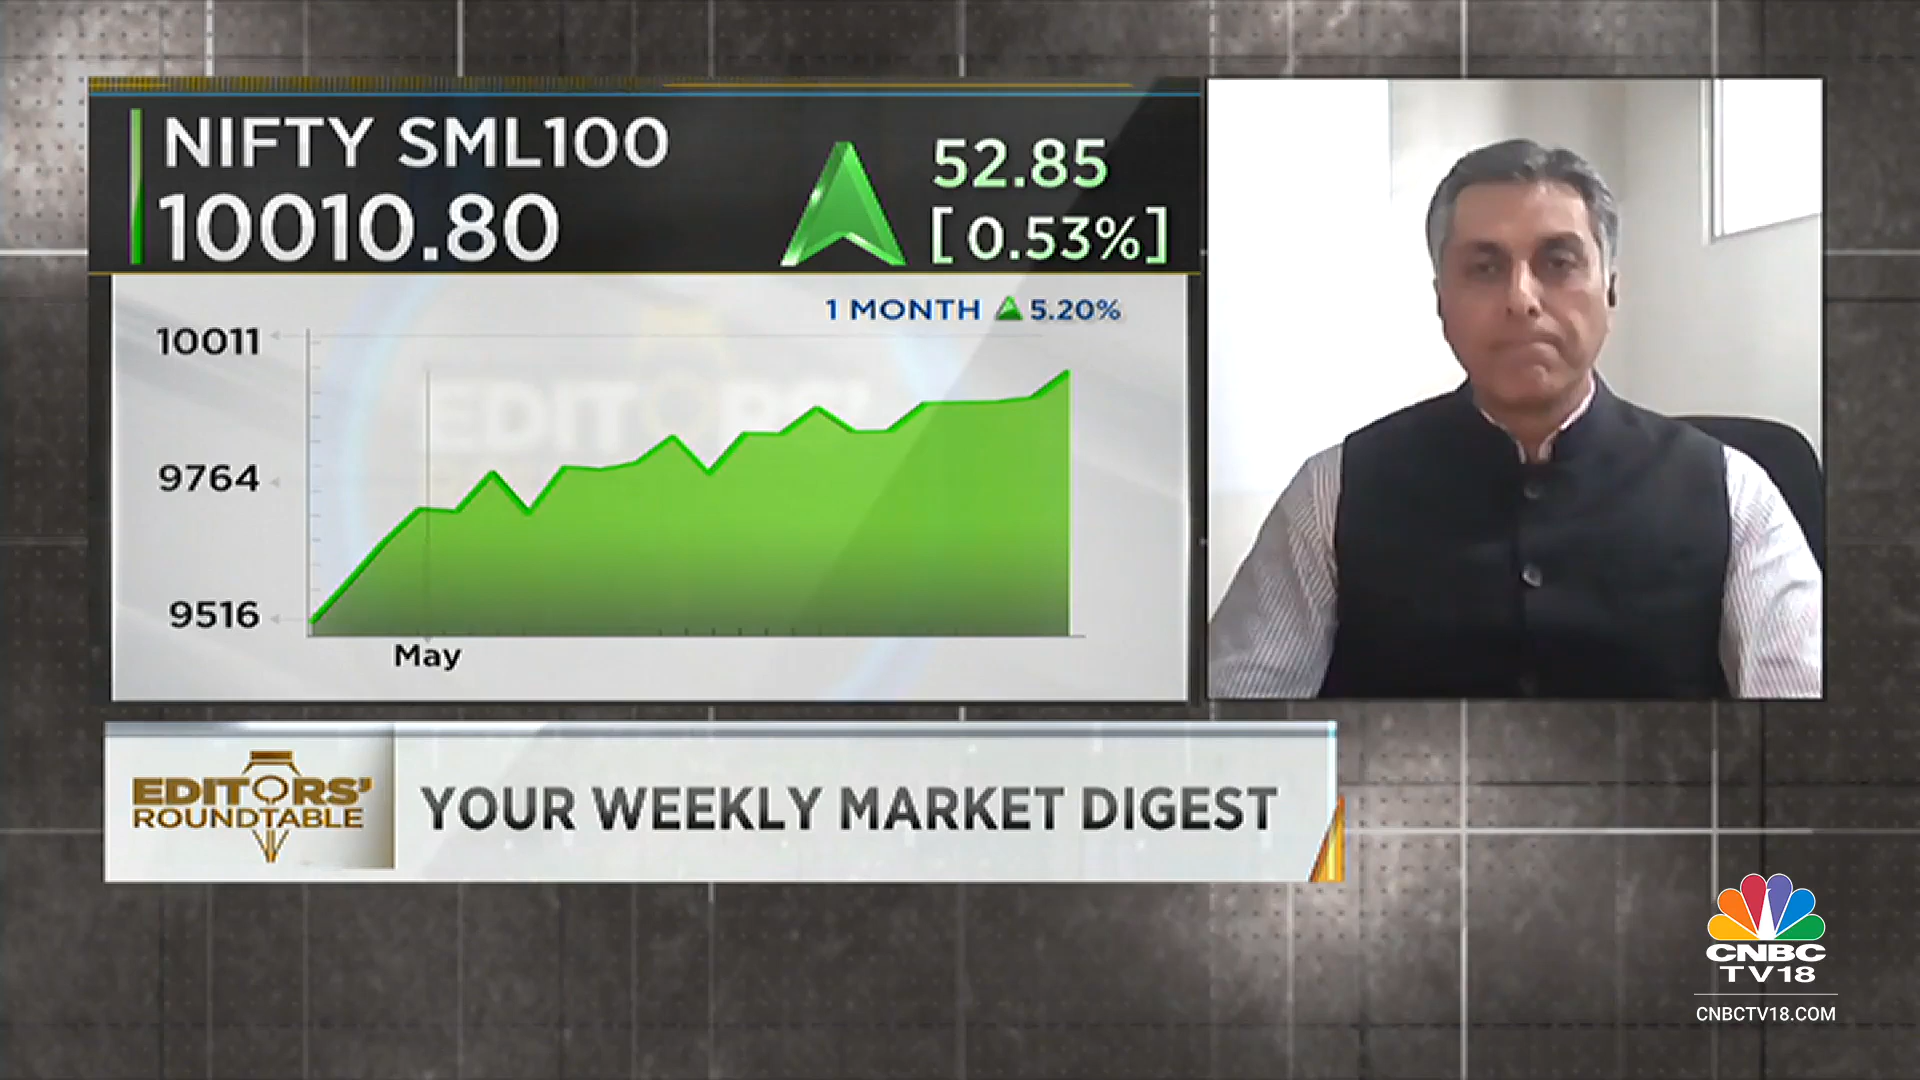 NIFTY SML100
10010.80
52.85
[0.53%]
1 MONTH 5.20%
10011
9764
9516
May
EDITORS'
EDITORS'
ROUNDTABLE
YOUR WEEKLY MARKET DIGEST
CNBC
TV18
CNBCTV18.COM